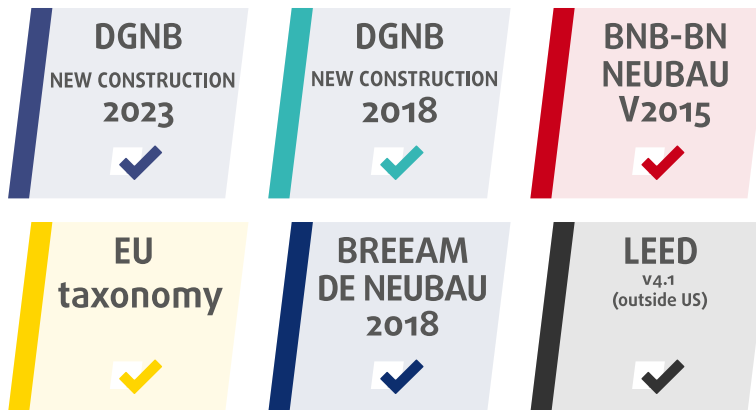 DGNB
NEW CONSTRUCTION
2023
DGNB
NEW CONSTRUCTION
2018
BNB-BN
NEUBAU
V2015
EU
taxonomy
BREEAM
DE NEUBAU
2018
LEED
v4.1
(outside US)